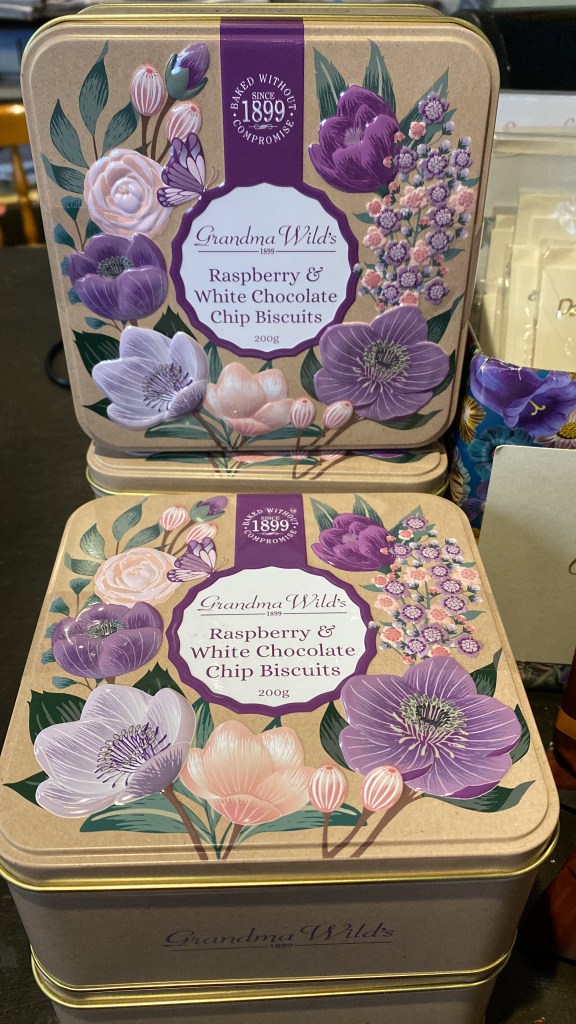 BAKED WITHOUT
SINCE
1899
COMPROMISE
Grandma Wild's
1899
Raspberry &
White Chocolate
Chip Biscuits
200g
BAKED WITHOUT
SINCE
1899
COMPROMISE
Grandma Wild's
1899
Raspberry &
White Chocolate
Chip Biscuits
200g
Grandma Wild's
1899